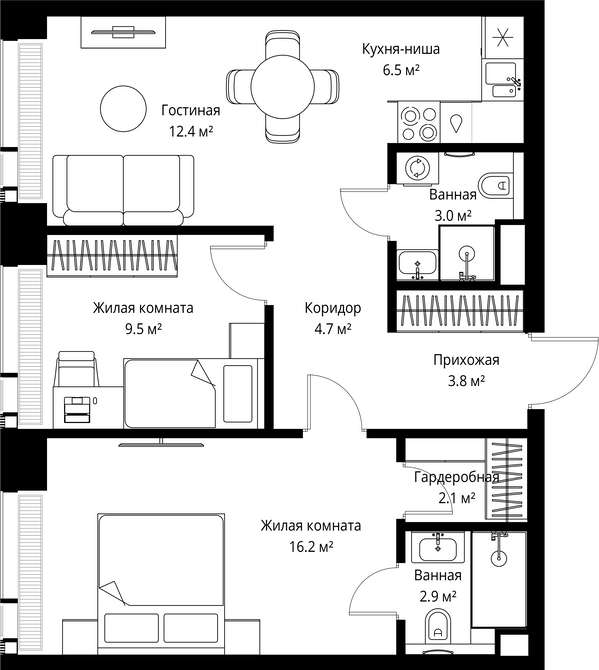 Кухня-ниша
6.5 м²
Гостиная
12.4 м²
Ванная
3.0 м²
Жилая комната
9.5 м²
Коридор
4.7 м²
Прихожая
3.8 м²
Гардеробная
2.1 м²
Жилая комната
16.2 м²
Ванная
2.9 м²